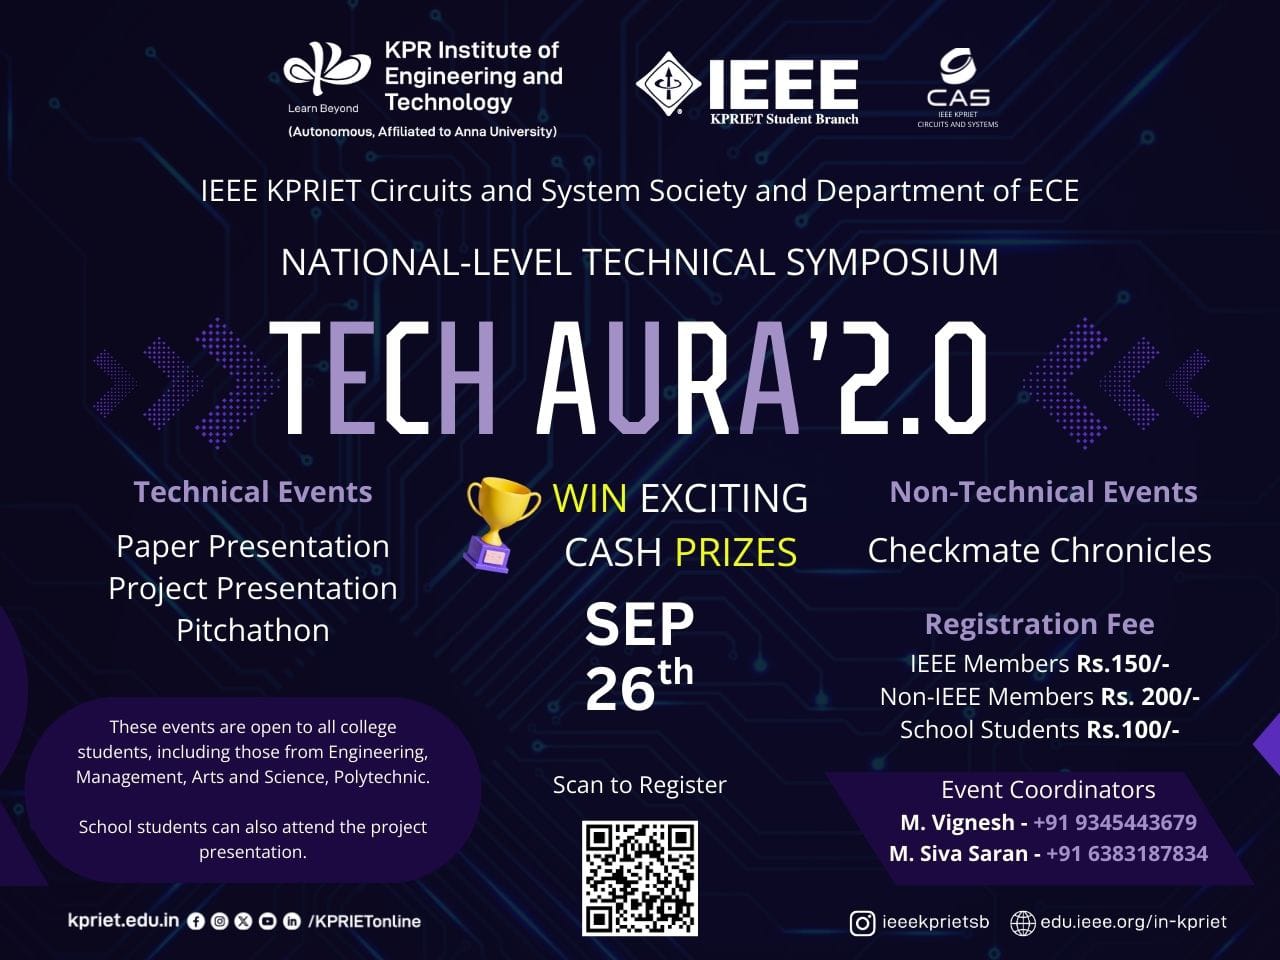 KPR Institute of
Engineering and
Technology
Learn Beyond
(Autonomous, Affiliated to Anna University)
IEEE
KPRIET Student Branch
CAS
IEEE KPRIET
CIRCUITS AND SYSTEMS
IEEE KPRIET Circuits and System Society and Department of ECE
NATIONAL-LEVEL TECHNICAL SYMPOSIUM
TECH AURA'2.0
Technical Events
Paper Presentation
Project Presentation
Pitchathon
WIN EXCITING
CASH PRIZES
SEP
26th
Non-Technical Events
Checkmate Chronicles
Registration Fee
IEEE Members Rs.150/-
Non-IEEE Members Rs. 200/-
School Students Rs.100/-
These events are open to all college
students, including those from Engineering,
Management, Arts and Science, Polytechnic.
School students can also attend the project
presentation.
Scan to Register
Event Coordinators
M. Vignesh - +91 9345443679
M. Siva Saran - +91 6383187834
kpriet.edu.in /KPRIETonline
ieeekprietsb edu.ieee.org/in-kpriet